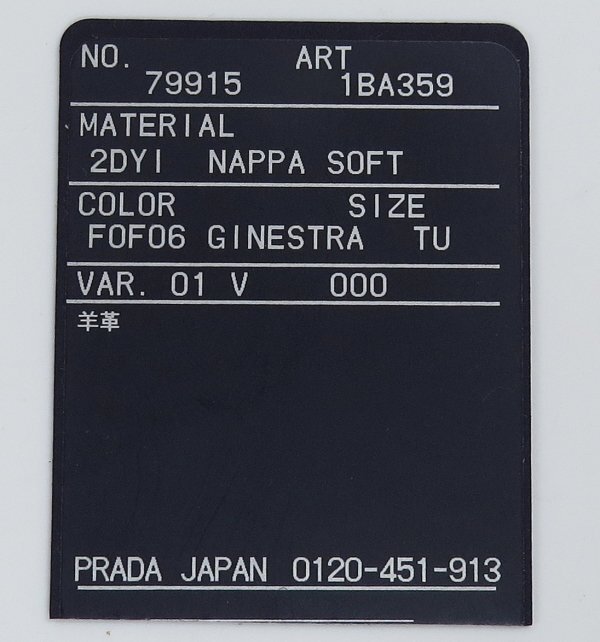 NO. ART
79915 1BA359
MATERIAL
2DYI NAPPA SOFT
COLOR SIZE
F0F06 GINESTRA TU
VAR. 01 V 000
羊革
PRADA JAPAN 0120-451-913